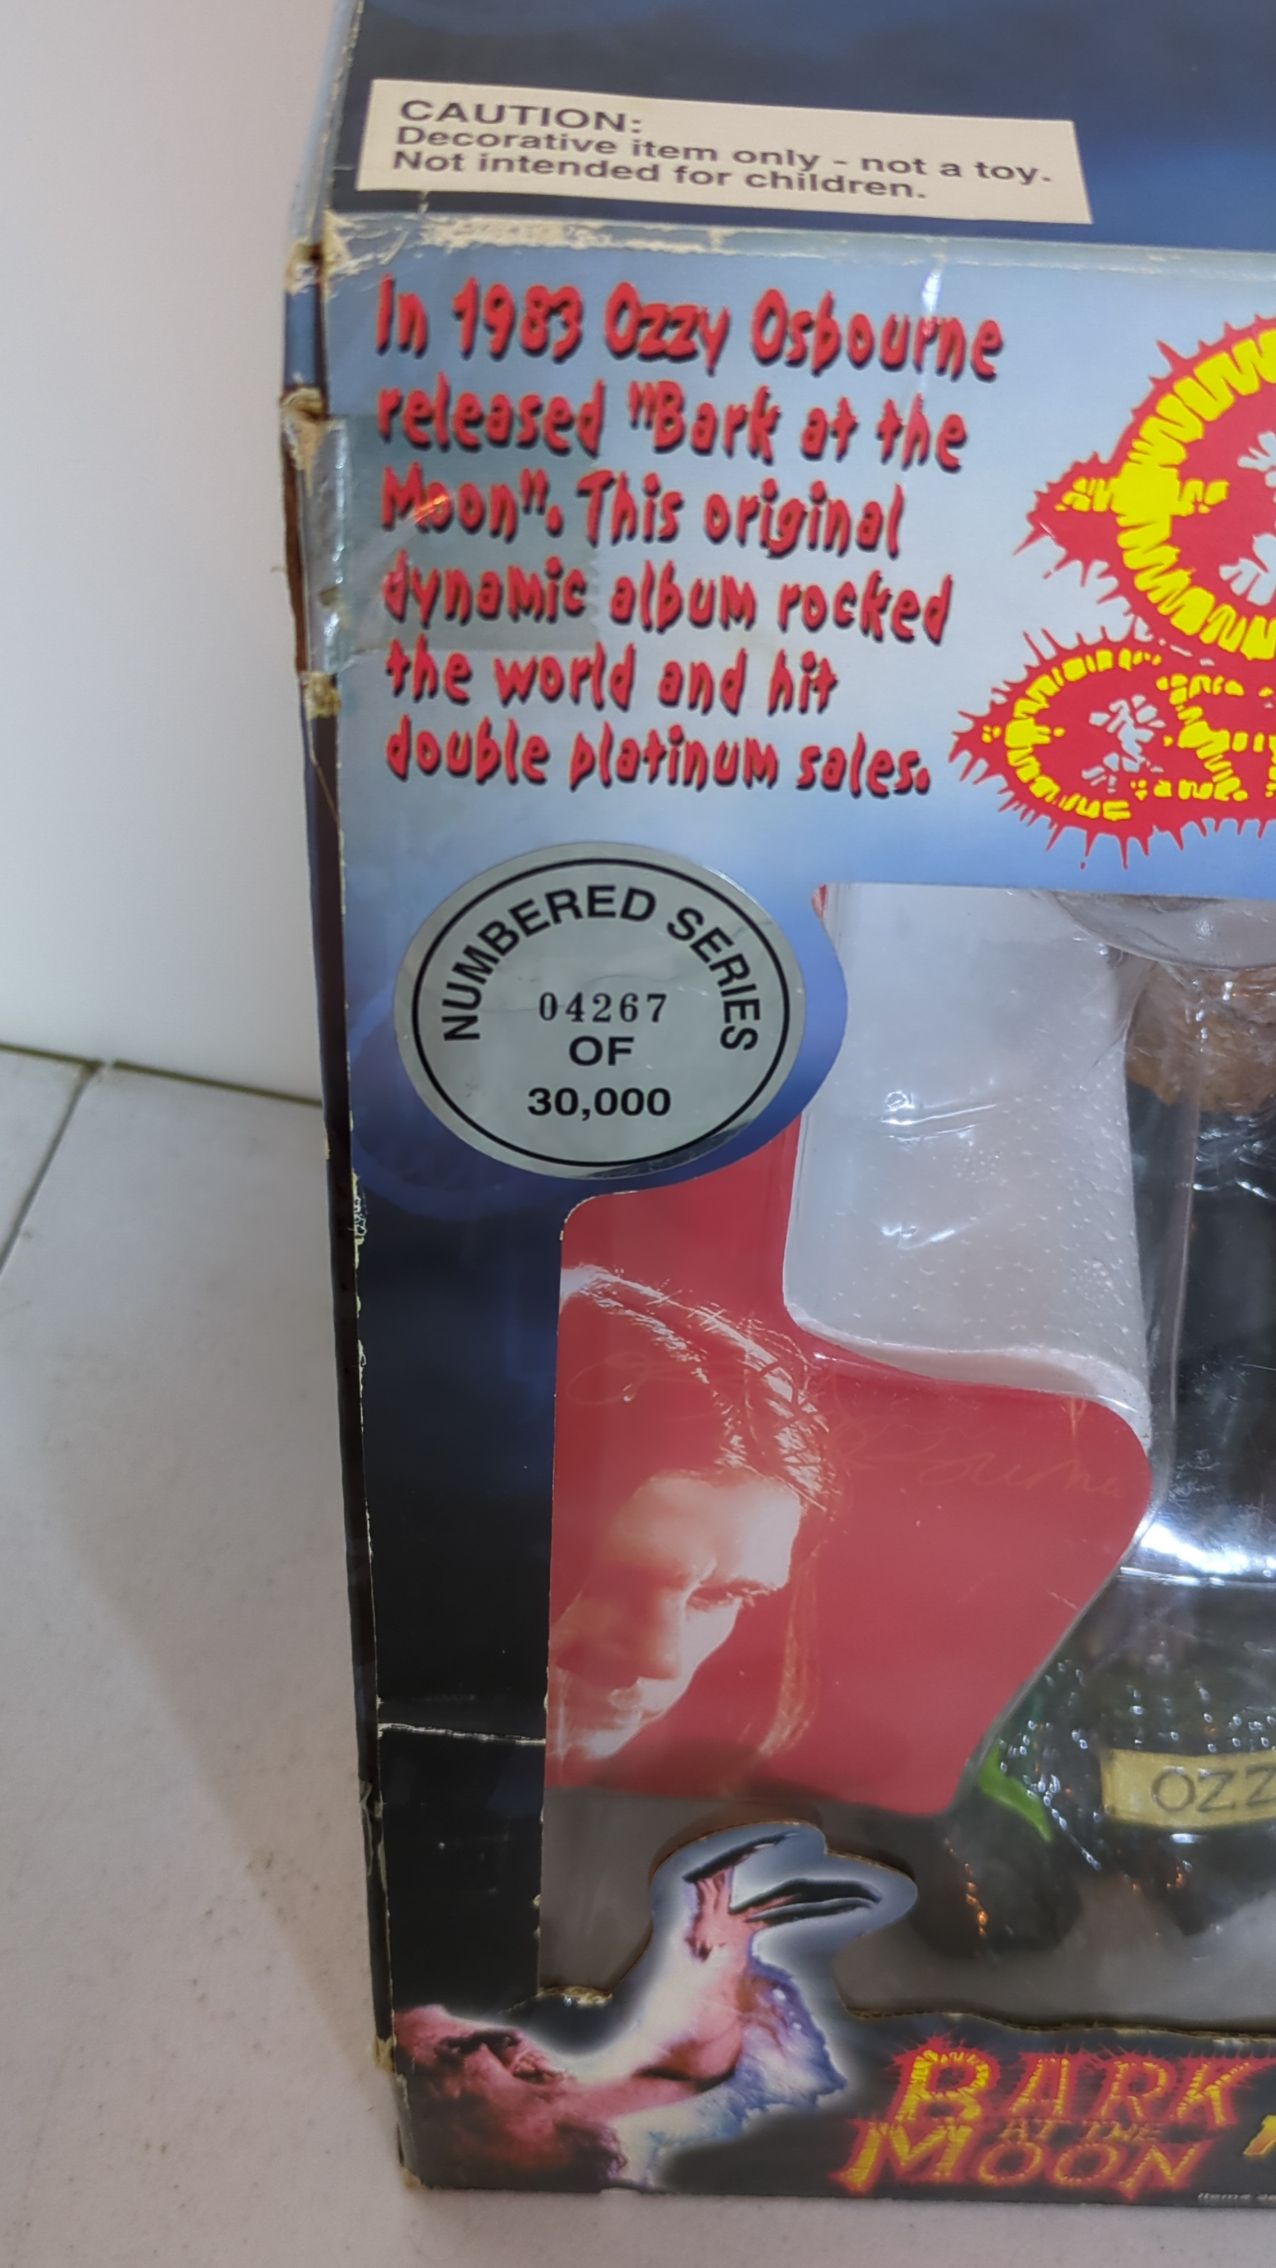 CAUTION:
Decorative item only - not a toy.
Not intended for children.
In 1983 Ozzy Osbourne
released "Bark at the
Moon". This original
dynamic album rocked
the world and hit
double platinum sales.
NUMBERED SERIES
04267
OF
30,000
OZZ
BARK
AT THE
MOON